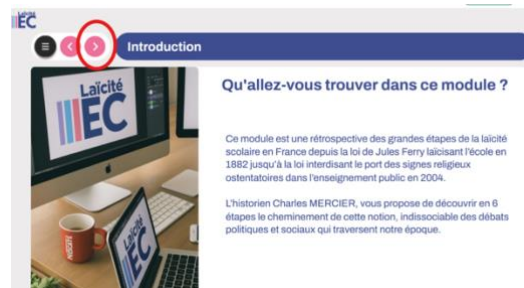 Laïcité
EC
Introduction
Laïcité
EC
Qu'allez-vous trouver dans ce module ?
Ce module est une rétrospective des grandes étapes de la laïcité
scolaire en France depuis la loi de Jules Ferry laïcisant l'école en
1882 jusqu'à la loi interdisant le port des signes religieux
ostentatoires dans l'enseignement public en 2004.
L'historien Charles MERCIER, vous propose de découvrir en 6
étapes le cheminement de cette notion, indissociable des débats
politiques et sociaux qui traversent notre époque.
EC